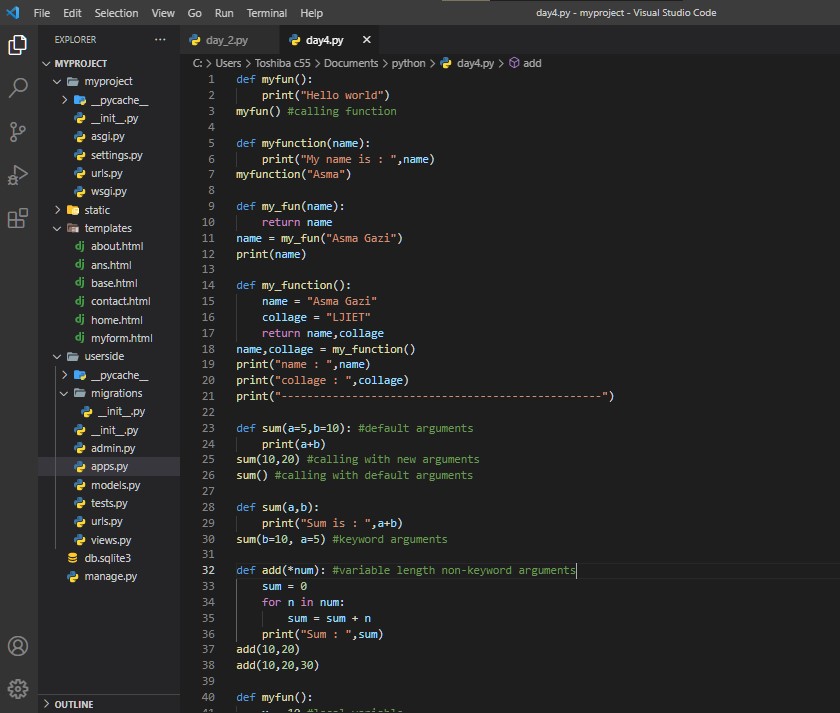 File Edit Selection View Go Run Terminal Help
day4.py - myproject - Visual Studio Code
EXPLORER ...
day_2.py
day4.py ×
C: > Users > Toshiba c55 > Documents > python > day4.py > add
MYPROJECT
myproject
__pycache__
__init__.py
asgi.py
settings.py
urls.py
wsgi.py
static
templates
about.html
ans.html
base.html
contact.html
home.html
myform.html
userside
__pycache__
migrations
__init__.py
__init__.py
admin.py
apps.py
models.py
tests.py
urls.py
views.py
db.sqlite3
manage.py
OUTLINE
1 def myfun():
2     print("Hello world")
3 myfun() #calling function
4
5 def myfunction(name):
6     print("My name is : ",name)
7 myfunction("Asma")
8
9 def my_fun(name):
10     return name
11 name = my_fun("Asma Gazi")
12 print(name)
13
14 def my_function():
15     name = "Asma Gazi"
16     collage = "LJIET"
17     return name,collage
18 name,collage = my_function()
19 print("name : ",name)
20 print("collage : ",collage)
21 print("--------------------------------------------------")
22
23 def sum(a=5,b=10): #default arguments
24     print(a+b)
25 sum(10,20) #calling with new arguments
26 sum() #calling with default arguments
27
28 def sum(a,b):
29     print("Sum is : ",a+b)
30 sum(b=10, a=5) #keyword arguments
31
32 def add(*num): #variable length non-keyword arguments
33     sum = 0
34     for n in num:
35         sum = sum + n
36     print("Sum : ",sum)
37 add(10,20)
38 add(10,20,30)
39
40 def myfun():